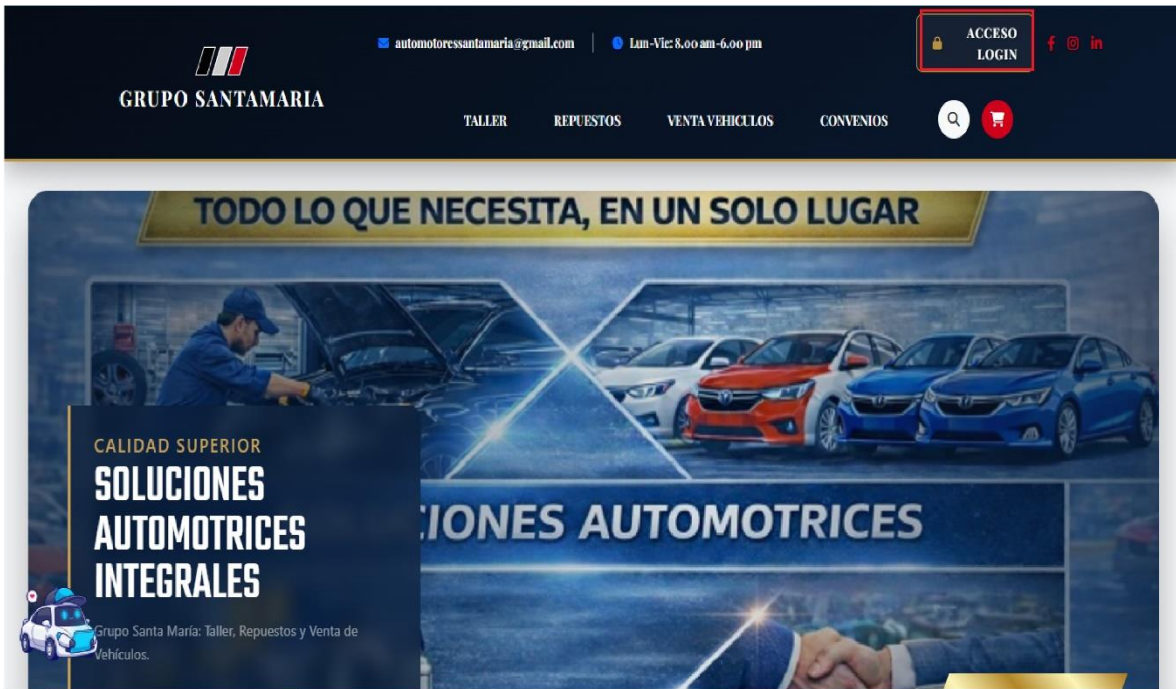 automotoressantamaria@gmail.com
Lun-Vie: 8.00 am-6.00 pm
ACCESO
LOGIN
GRUPO SANTAMARIA
TALLER
REPUESTOS
VENTA VEHICULOS
CONVENIOS
TODO LO QUE NECESITA, EN UN SOLO LUGAR
CALIDAD SUPERIOR
SOLUCIONES
AUTOMOTRICES
INTEGRALES
CIONES AUTOMOTRICES
Grupo Santa María: Taller, Repuestos y Venta de
Vehículos.